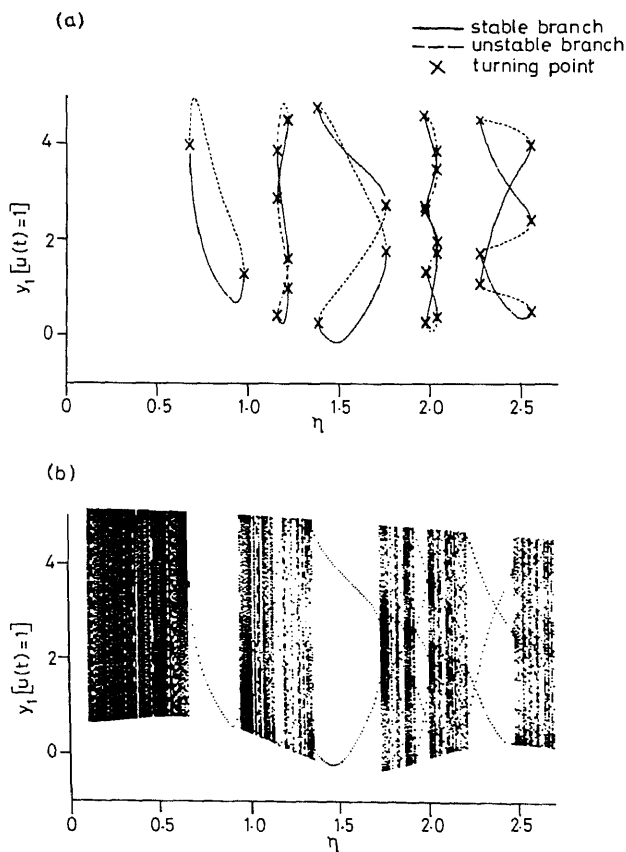 (a)
stable branch
unstable branch
turning point
y₁ [u(t)=1]
4
2
0
0 0·5 1·0 1·5 2·0 2·5
η
(b)
y₁ [u(t)=1]
4
2
0
0 0·5 1·0 1·5 2·0 2·5
η